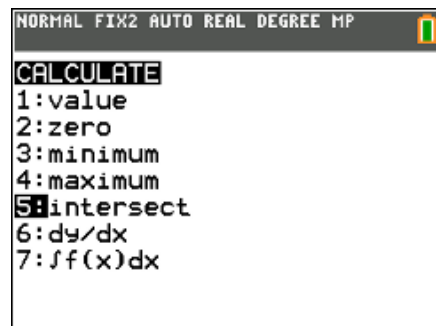 NORMAL FIX2 AUTO REAL DEGREE MP
CALCULATE
1:value
2:zero
3:minimum
4:maximum
5:intersect
6:dy/dx
7:∫f(x)dx